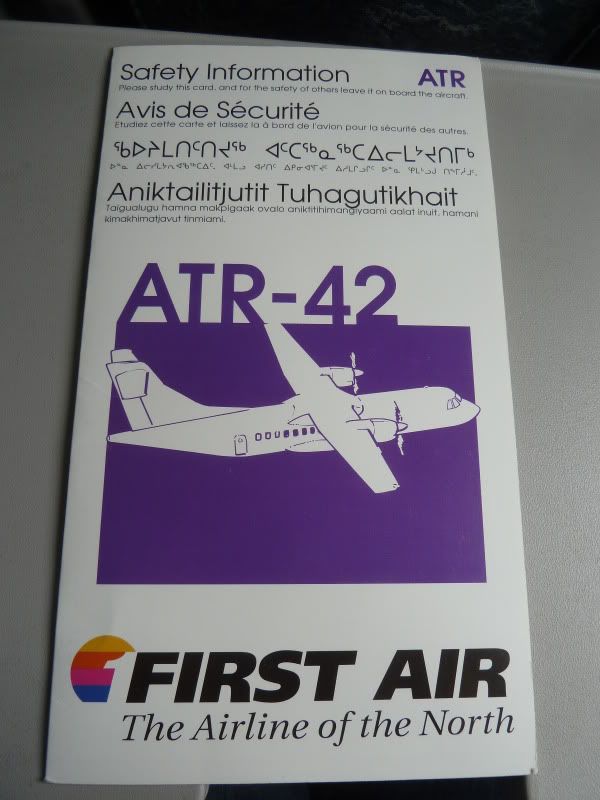 Safety Information
ATR
Please study this card, and for the safety of others leave it on board the aircraft.
Avis de Sécurité
Etudiez cette carte et laissez la à bord de l'avion pour la sécurité des autres.
Aniktailitjutit Tuhagutikhait
Taigualugu hamna makpigaak ovalo aniktitihimangiyaami aalat inuit, hamani
kimakhimatjavut tinmiami.
ATR-42
FIRST AIR
The Airline of the North